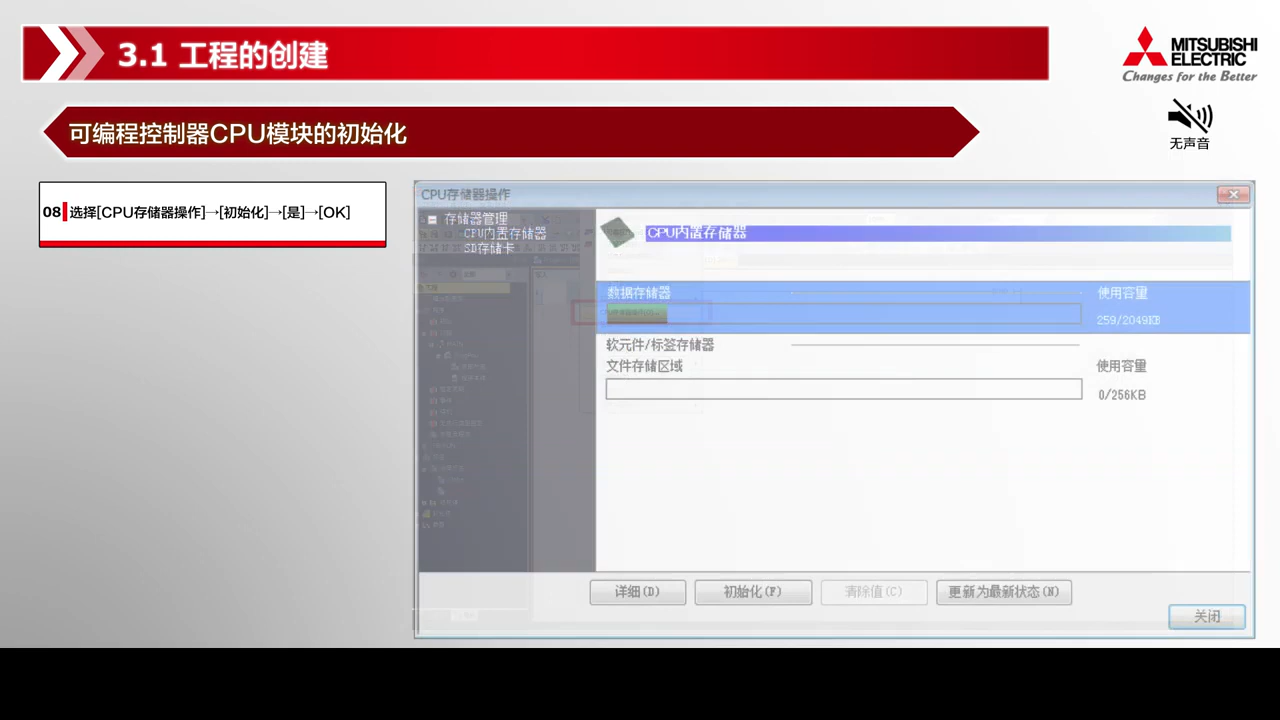 3.1 工程的创建
MITSUBISHI
ELECTRIC
Changes for the Better
可编程控制器CPU模块的初始化
无声音
08 选择[CPU存储器操作]→[初始化]→[是]→[OK]
CPU存储器操作
存储器管理
CPU内置存储器
SD存储卡
CPU内置存储器
数据存储器
使用容量
259/2049KB
软元件/标签存储器
文件存储区域
使用容量
0/256KB
详细(D)
初始化(F)
清除值(C)
更新为最新状态(N)
关闭